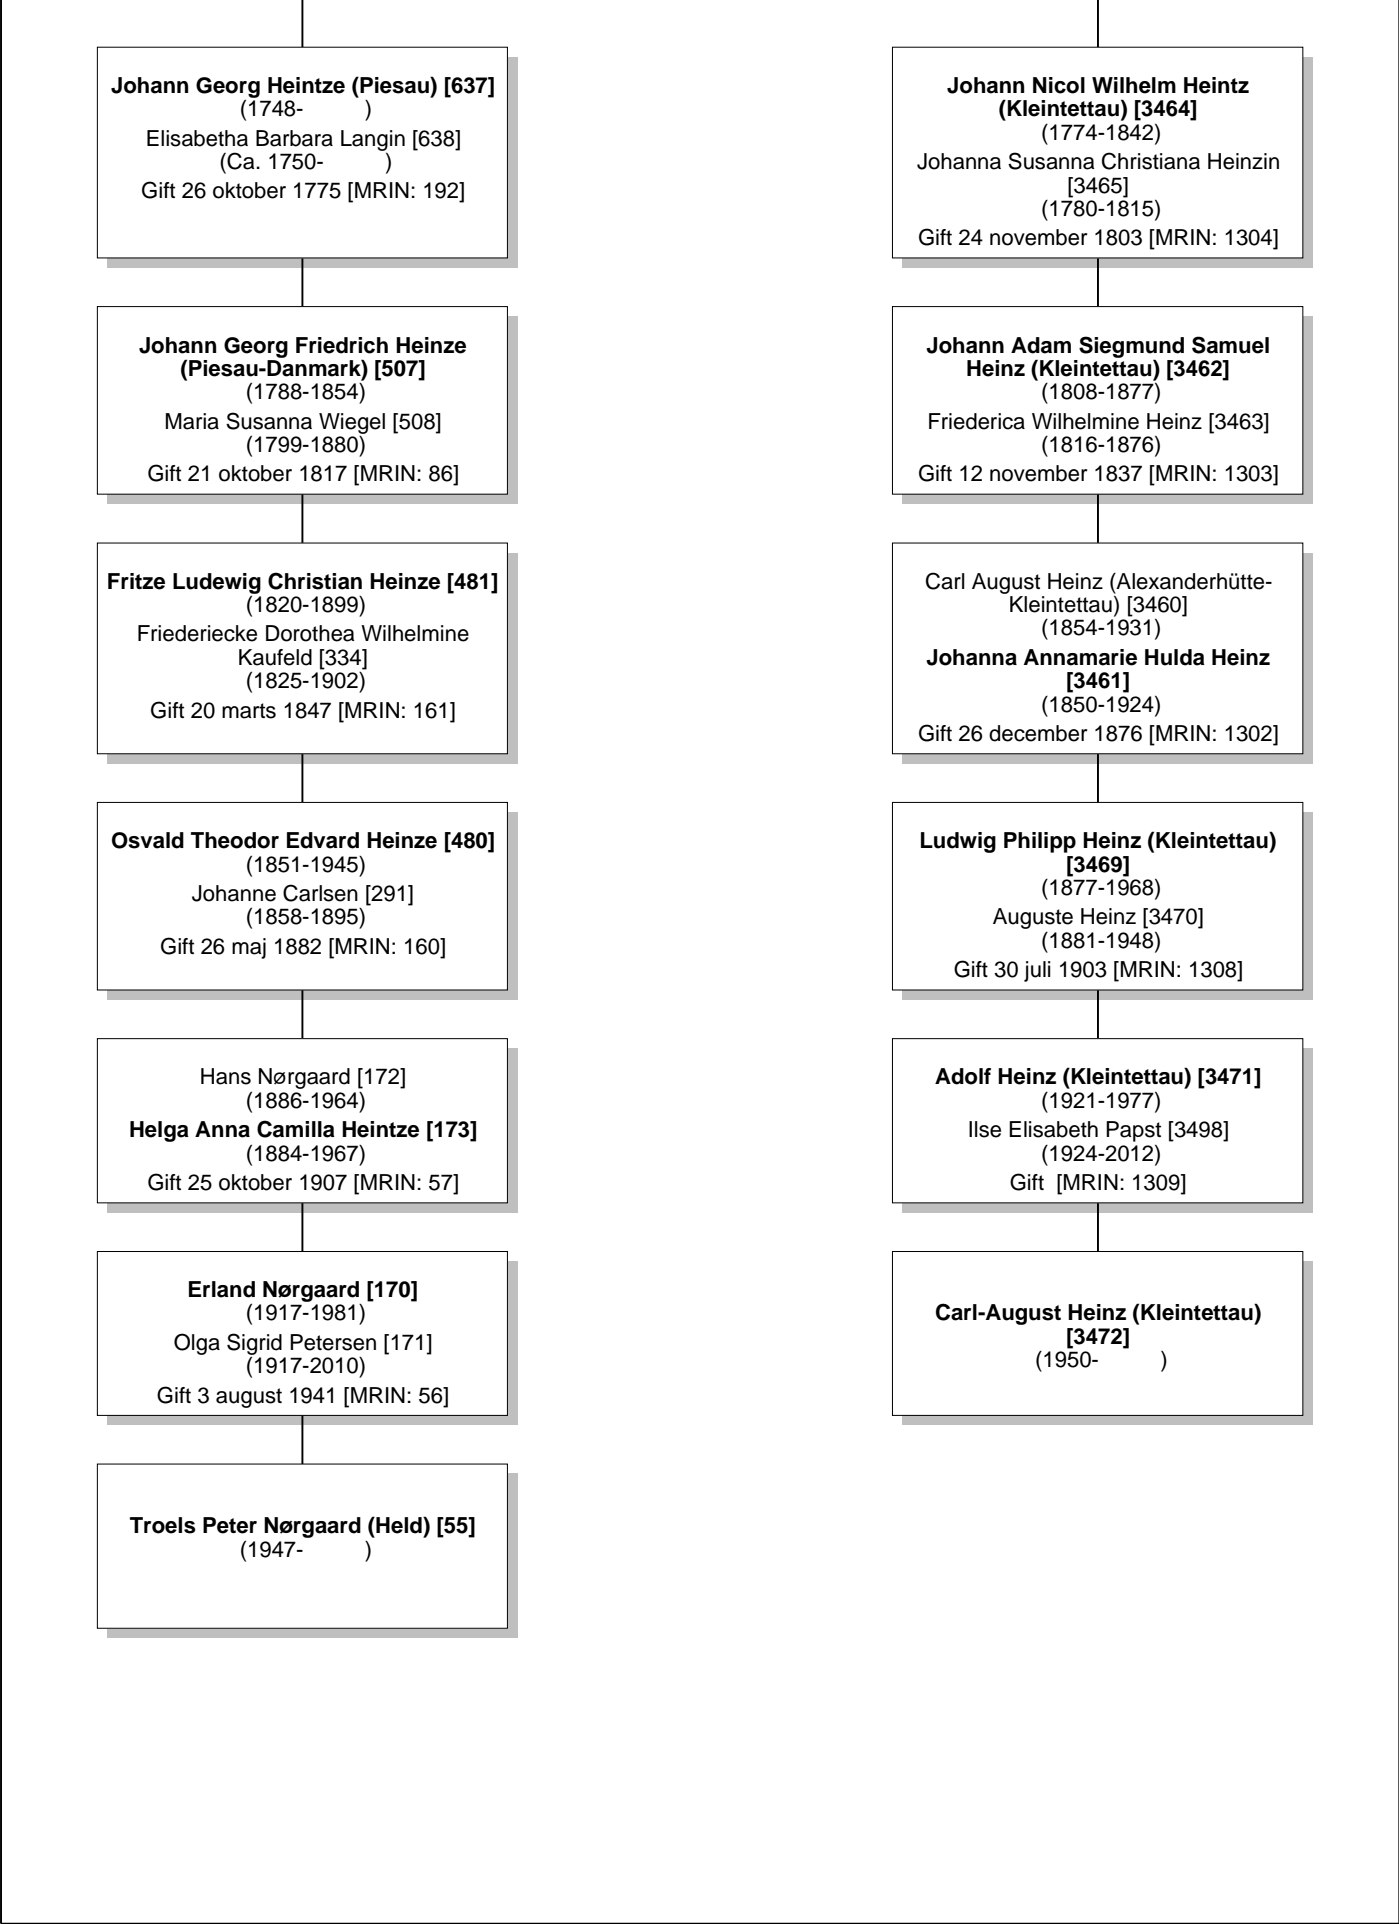 Johann Georg Heintze (Piesau) [637]
(1748- )
Elisabetha Barbara Langin [638]
(Ca. 1750- )
Gift 26 oktober 1775 [MRIN: 192]
Johann Georg Friedrich Heinze
(Piesau-Danmark) [507]
(1788-1854)
Maria Susanna Wiegel [508]
(1799-1880)
Gift 21 oktober 1817 [MRIN: 86]
Fritze Ludewig Christian Heinze [481]
(1820-1899)
Friederiecke Dorothea Wilhelmine
Kaufeld [334]
(1825-1902)
Gift 20 marts 1847 [MRIN: 161]
Osvald Theodor Edvard Heinze [480]
(1851-1945)
Johanne Carlsen [291]
(1858-1895)
Gift 26 maj 1882 [MRIN: 160]
Hans Nørgaard [172]
(1886-1964)
Helga Anna Camilla Heintze [173]
(1884-1967)
Gift 25 oktober 1907 [MRIN: 57]
Erland Nørgaard [170]
(1917-1981)
Olga Sigrid Petersen [171]
(1917-2010)
Gift 3 august 1941 [MRIN: 56]
Troels Peter Nørgaard (Held) [55]
(1947- )
Johann Nicol Wilhelm Heintz
(Kleintettau) [3464]
(1774-1842)
Johanna Susanna Christiana Heinzin
[3465]
(1780-1815)
Gift 24 november 1803 [MRIN: 1304]
Johann Adam Siegmund Samuel
Heinz (Kleintettau) [3462]
(1808-1877)
Friederica Wilhelmine Heinz [3463]
(1816-1876)
Gift 12 november 1837 [MRIN: 1303]
Carl August Heinz (Alexanderhütte-
Kleintettau) [3460]
(1854-1931)
Johanna Annamarie Hulda Heinz
[3461]
(1850-1924)
Gift 26 december 1876 [MRIN: 1302]
Ludwig Philipp Heinz (Kleintettau)
[3469]
(1877-1968)
Auguste Heinz [3470]
(1881-1948)
Gift 30 juli 1903 [MRIN: 1308]
Adolf Heinz (Kleintettau) [3471]
(1921-1977)
Ilse Elisabeth Papst [3498]
(1924-2012)
Gift [MRIN: 1309]
Carl-August Heinz (Kleintettau)
[3472]
(1950- )